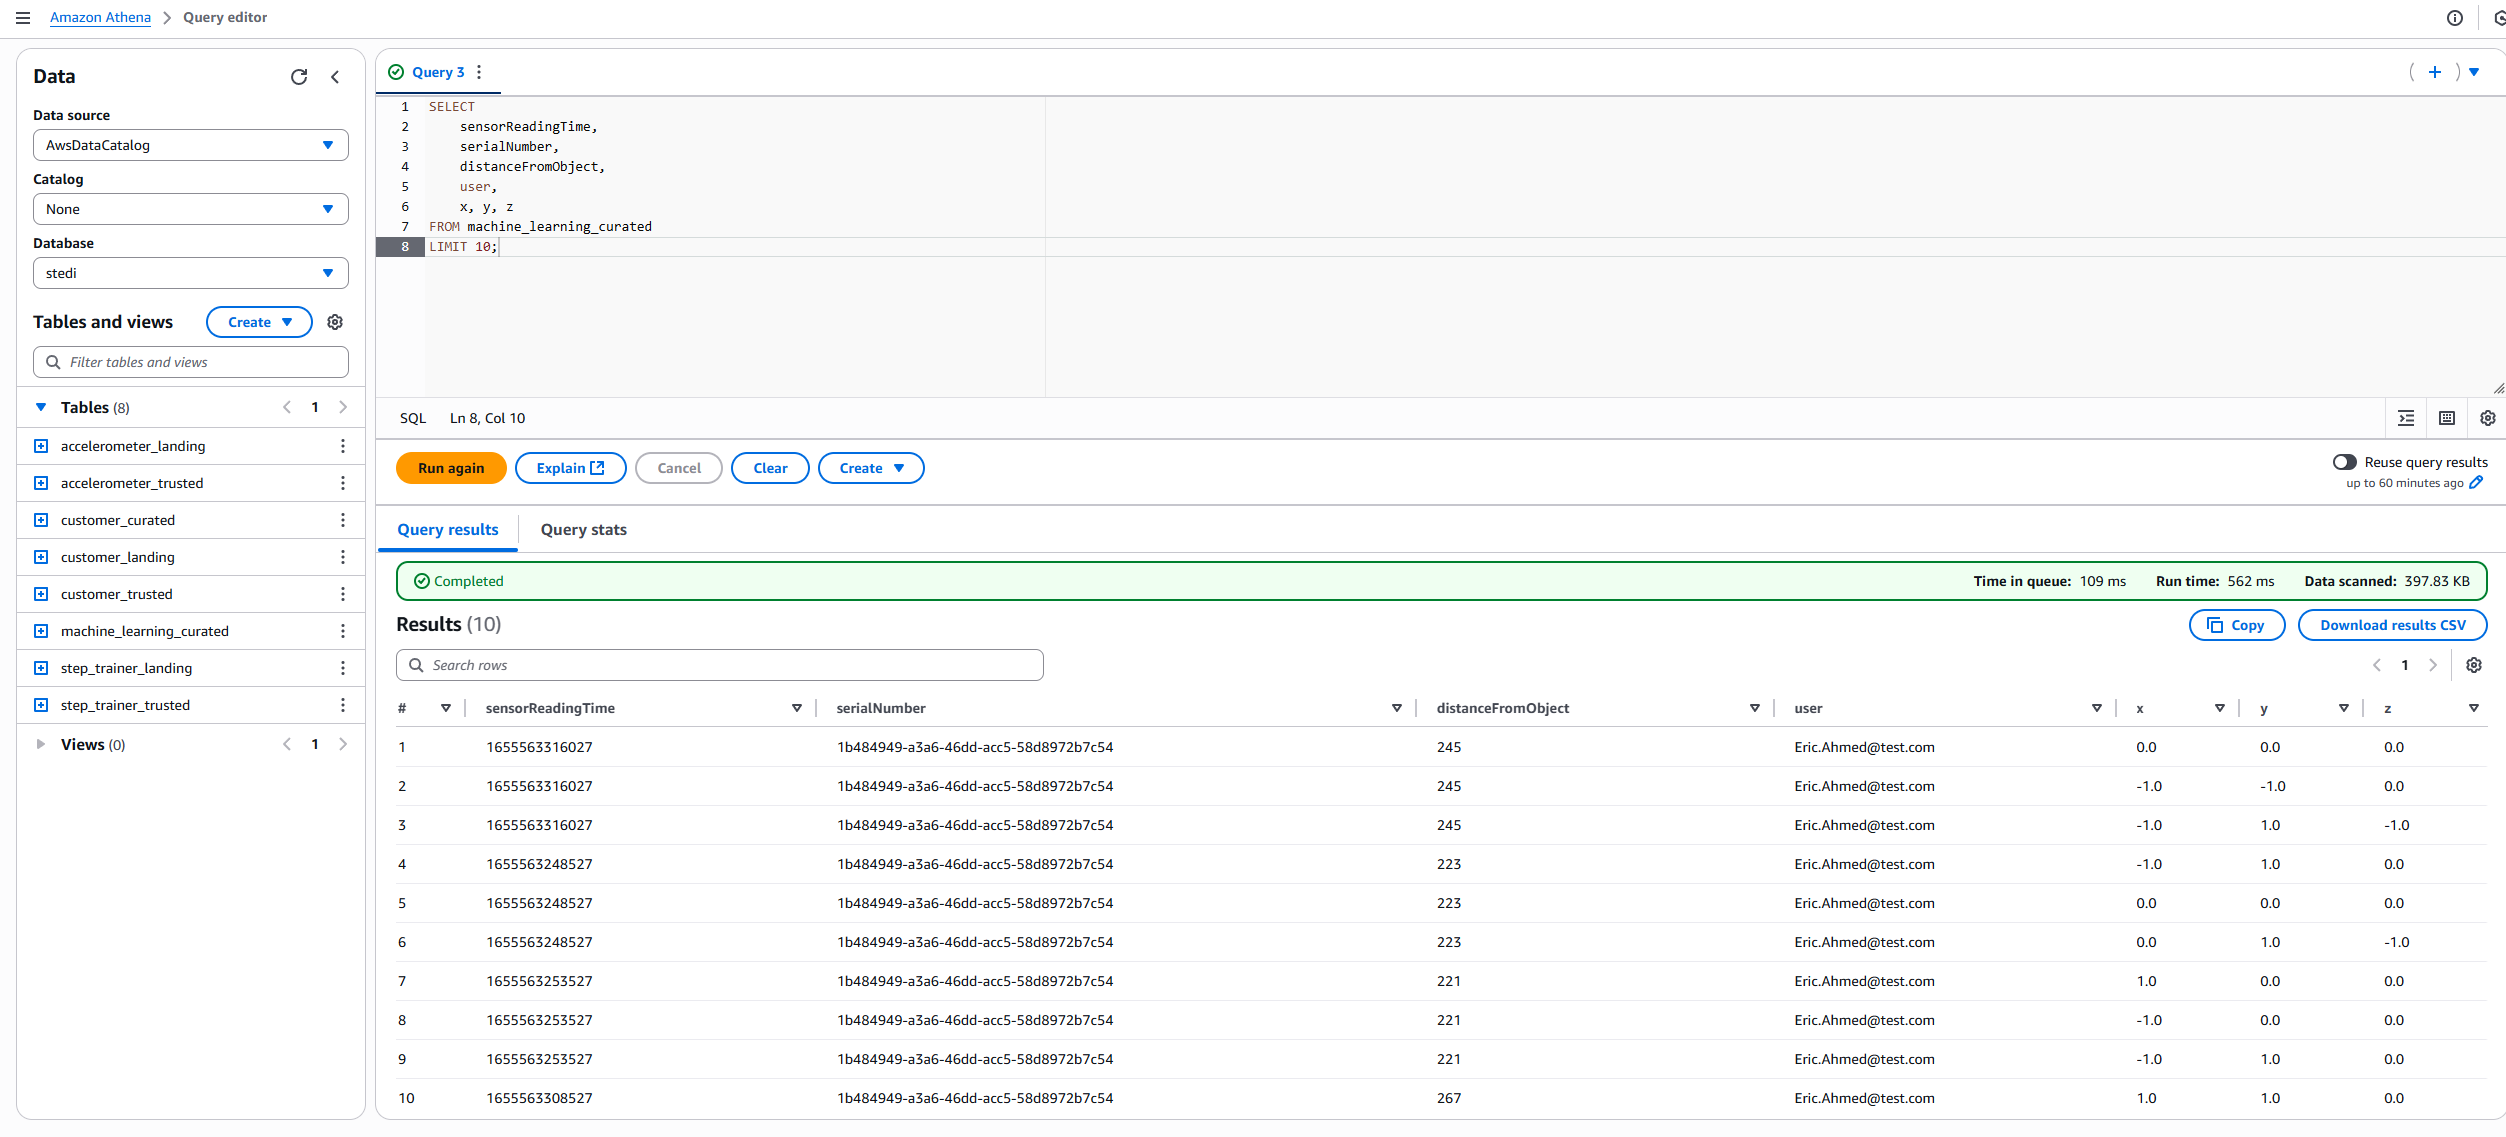 Amazon Athena > Query editor
Data
Data source
AwsDataCatalog
Catalog
None
Database
stedi
Tables and views
Create
Filter tables and views
Tables (8)
1
accelerometer_landing
accelerometer_trusted
customer_curated
customer_landing
customer_trusted
machine_learning_curated
step_trainer_landing
step_trainer_trusted
Views (0)
1
Query 3
1 SELECT
2 sensorReadingTime,
3 serialNumber,
4 distanceFromObject,
5 user,
6 x, y, z
7 FROM machine_learning_curated
8 LIMIT 10;
SQL Ln 8, Col 10
Run again Explain Cancel Clear Create
Reuse query results
up to 60 minutes ago
Query results Query stats
Completed Time in queue: 109 ms Run time: 562 ms Data scanned: 397.83 KB
Results (10) Copy Download results CSV
Search rows 1
# sensorReadingTime serialNumber distanceFromObject user x y z
1 1655563316027 1b484949-a3a6-46dd-acc5-58d8972b7c54 245 Eric.Ahmed@test.com 0.0 0.0 0.0
2 1655563316027 1b484949-a3a6-46dd-acc5-58d8972b7c54 245 Eric.Ahmed@test.com -1.0 -1.0 0.0
3 1655563316027 1b484949-a3a6-46dd-acc5-58d8972b7c54 245 Eric.Ahmed@test.com -1.0 1.0 -1.0
4 1655563248527 1b484949-a3a6-46dd-acc5-58d8972b7c54 223 Eric.Ahmed@test.com -1.0 1.0 0.0
5 1655563248527 1b484949-a3a6-46dd-acc5-58d8972b7c54 223 Eric.Ahmed@test.com 0.0 0.0 0.0
6 1655563248527 1b484949-a3a6-46dd-acc5-58d8972b7c54 223 Eric.Ahmed@test.com 0.0 1.0 -1.0
7 1655563253527 1b484949-a3a6-46dd-acc5-58d8972b7c54 221 Eric.Ahmed@test.com 1.0 0.0 0.0
8 1655563253527 1b484949-a3a6-46dd-acc5-58d8972b7c54 221 Eric.Ahmed@test.com -1.0 0.0 0.0
9 1655563253527 1b484949-a3a6-46dd-acc5-58d8972b7c54 221 Eric.Ahmed@test.com -1.0 1.0 0.0
10 1655563308527 1b484949-a3a6-46dd-acc5-58d8972b7c54 267 Eric.Ahmed@test.com 1.0 1.0 0.0